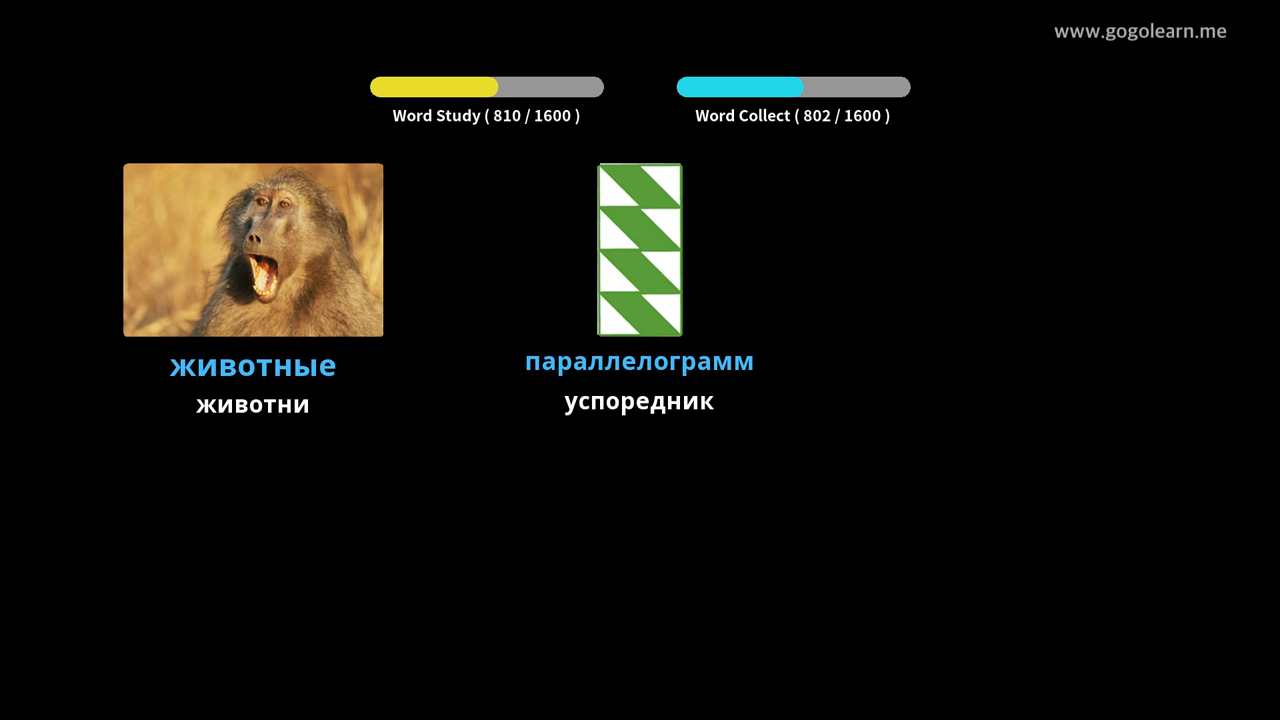 www.gogolearn.me
Word Study ( 810 / 1600 )
Word Collect ( 802 / 1600 )
животные
животни
параллелограмм
успоредник